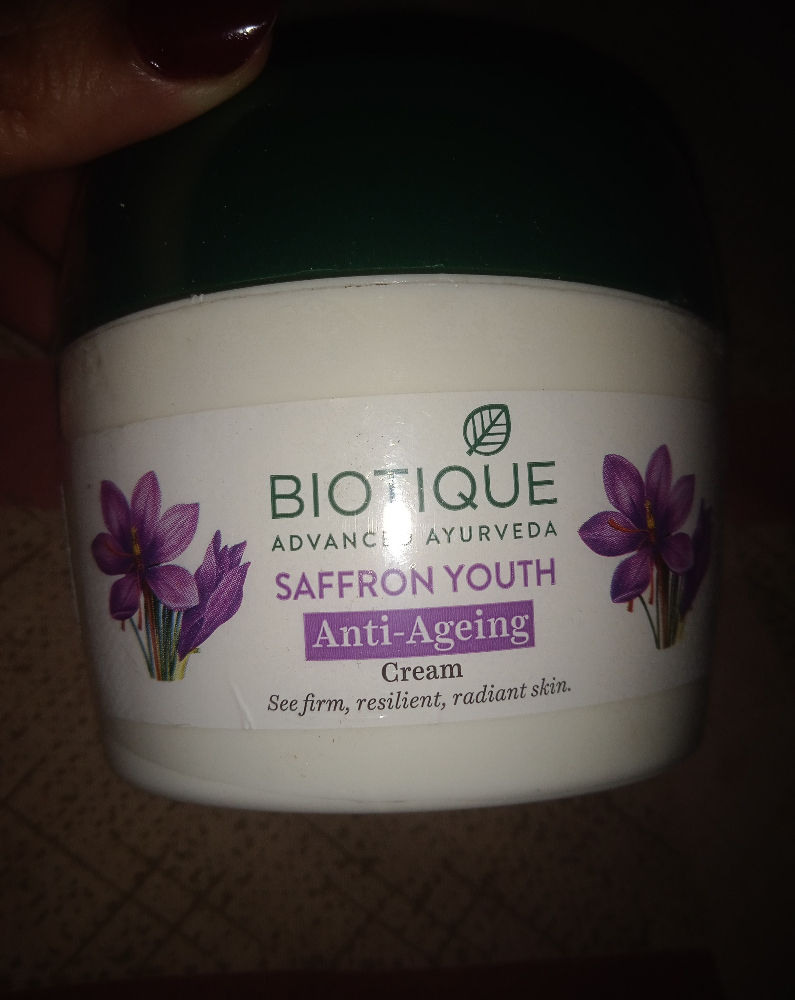 BIOTIQUE
ADVANCED AYURVEDA
SAFFRON YOUTH
Anti-Ageing
Cream
See firm, resilient, radiant skin.